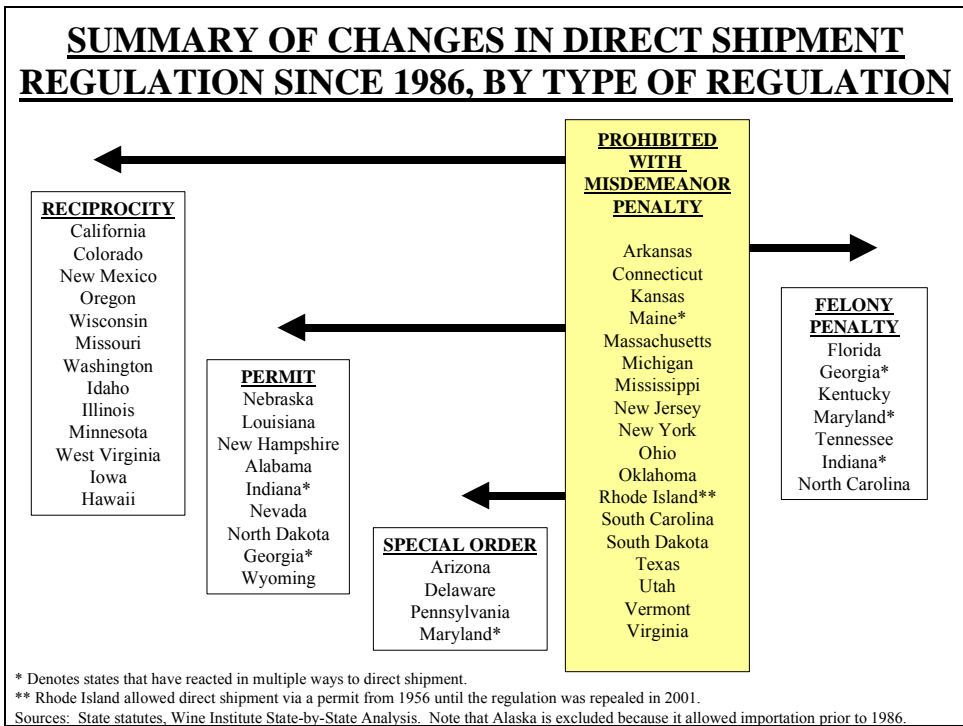 SUMMARY OF CHANGES IN DIRECT SHIPMENT
REGULATION SINCE 1986, BY TYPE OF REGULATION
RECIPROCITY
California
Colorado
New Mexico
Oregon
Wisconsin
Missouri
Washington
Idaho
Illinois
Minnesota
West Virginia
Iowa
Hawaii
PERMIT
Nebraska
Louisiana
New Hampshire
Alabama
Indiana*
Nevada
North Dakota
Georgia*
Wyoming
SPECIAL ORDER
Arizona
Delaware
Pennsylvania
Maryland*
PROHIBITED
WITH
MISDEMEANOR
PENALTY
Arkansas
Connecticut
Kansas
Maine*
Massachusetts
Michigan
Mississippi
New Jersey
New York
Ohio
Oklahoma
Rhode Island**
South Carolina
South Dakota
Texas
Utah
Vermont
Virginia
FELONY
PENALTY
Florida
Georgia*
Kentucky
Maryland*
Tennessee
Indiana*
North Carolina
* Denotes states that have reacted in multiple ways to direct shipment.
** Rhode Island allowed direct shipment via a permit from 1956 until the regulation was repealed in 2001.
Sources: State statutes, Wine Institute State-by-State Analysis. Note that Alaska is excluded because it allowed importation prior to 1986.